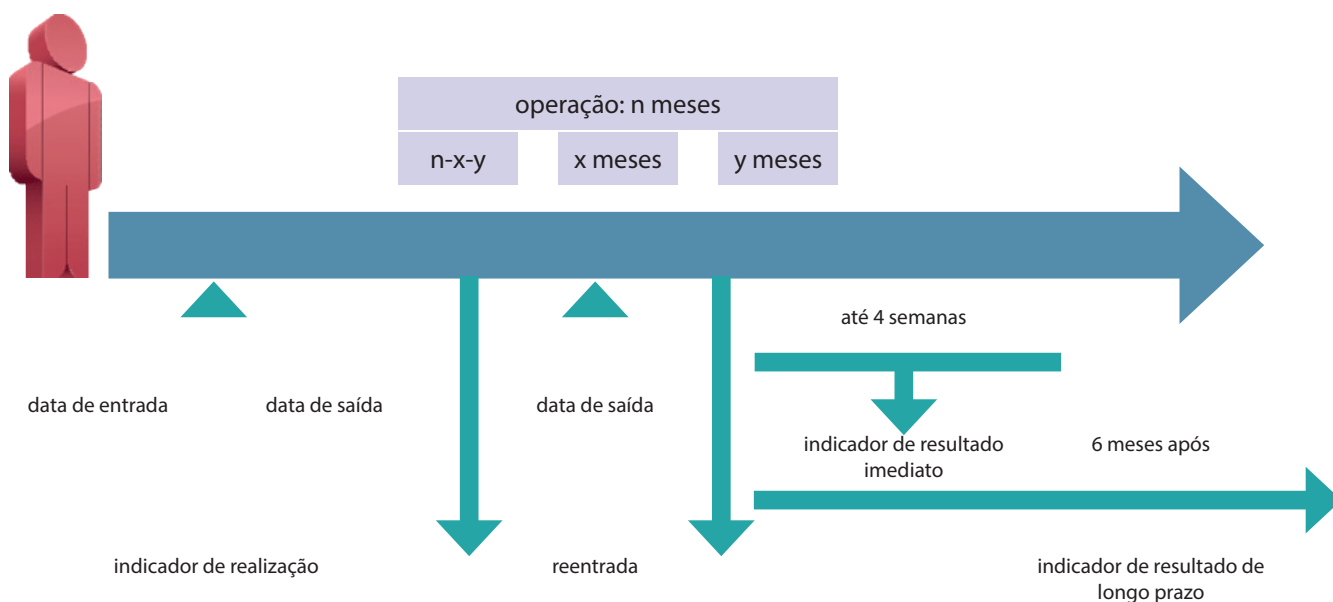 operação: n meses
n-x-y
x meses
y meses
até 4 semanas
data de entrada
data de saída
data de saída
indicador de resultado
imediato
6 meses após
indicador de realização
reentrada
indicador de resultado de
longo prazo